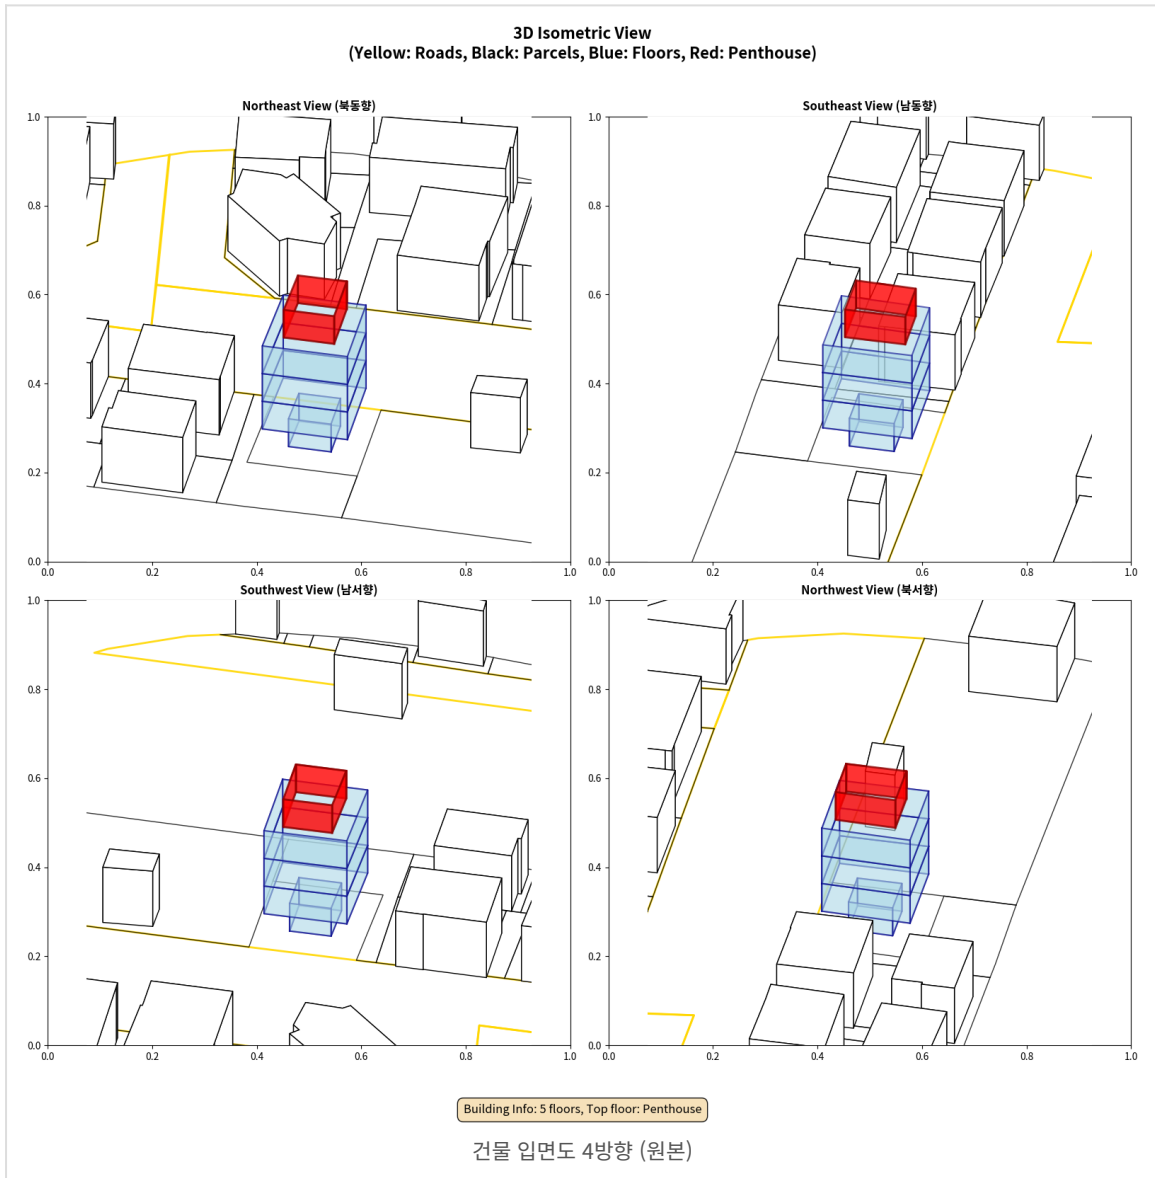 3D Isometric View
(Yellow: Roads, Black: Parcels, Blue: Floors, Red: Penthouse)
Northeast View (북동향)
1.0
0.8
0.6
0.4
0.2
0.0
0.0 0.2 0.4 0.6 0.8 1.0
Southeast View (남동향)
1.0
0.8
0.6
0.4
0.2
0.0
0.0 0.2 0.4 0.6 0.8 1.0
Southwest View (남서향)
1.0
0.8
0.6
0.4
0.2
0.0
0.0 0.2 0.4 0.6 0.8 1.0
Northwest View (북서향)
1.0
0.8
0.6
0.4
0.2
0.0
0.0 0.2 0.4 0.6 0.8 1.0
Building Info: 5 floors, Top floor: Penthouse
건물 입면도 4방향 (원본)